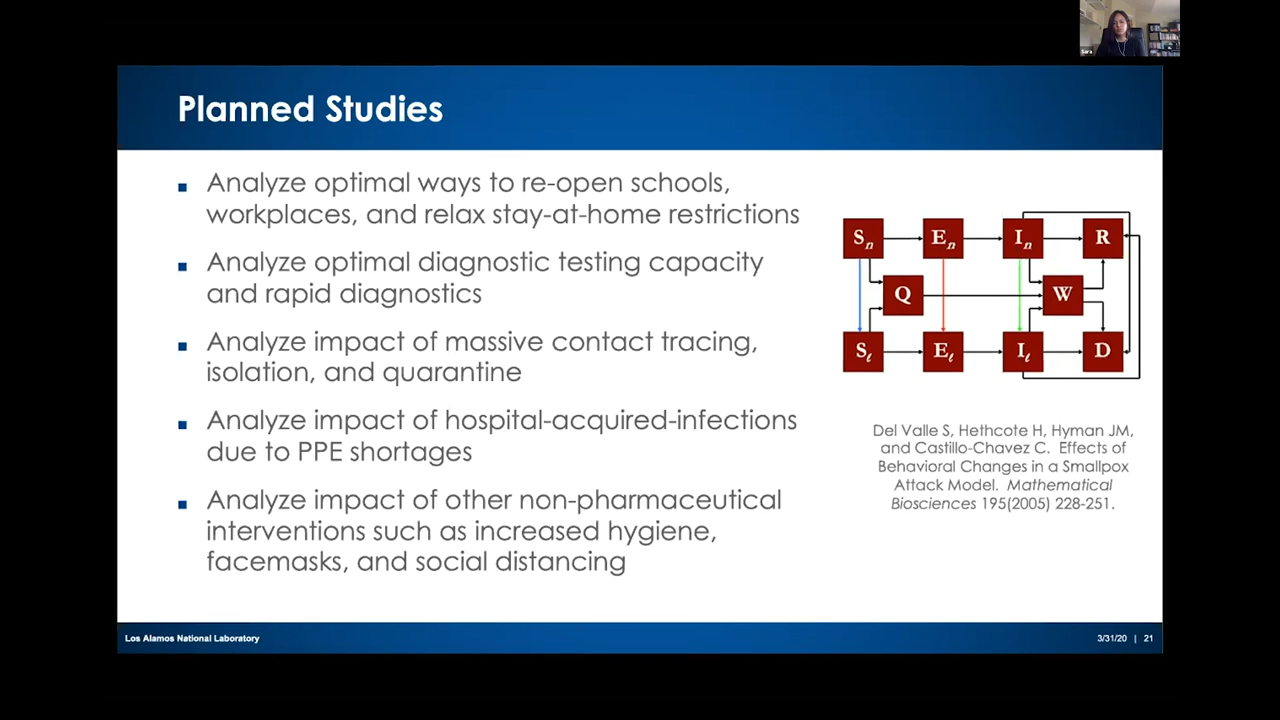 Sara
Planned Studies
Analyze optimal ways to re-open schools,
workplaces, and relax stay-at-home restrictions
Analyze optimal diagnostic testing capacity
and rapid diagnostics
Analyze impact of massive contact tracing,
isolation, and quarantine
Analyze impact of hospital-acquired-infections
due to PPE shortages
Analyze impact of other non-pharmaceutical
interventions such as increased hygiene,
facemasks, and social distancing
Sn En In R
Q W
Sℓ Eℓ Iℓ D
Del Valle S, Hethcote H, Hyman JM,
and Castillo-Chavez C. Effects of
Behavioral Changes in a Smallpox
Attack Model. Mathematical
Biosciences 195(2005) 228-251.
Los Alamos National Laboratory
3/31/20 | 21